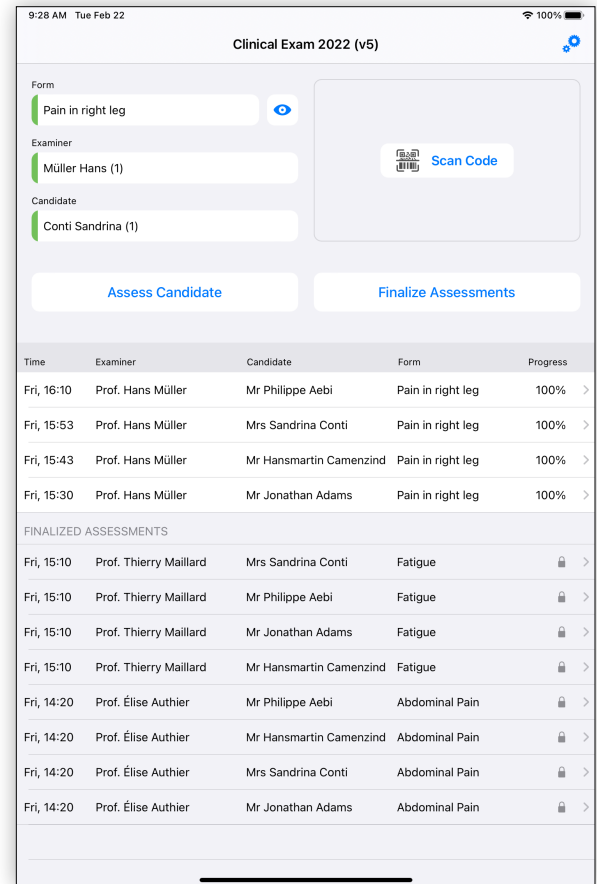 9:28 AM Tue Feb 22 100%
Clinical Exam 2022 (v5)
Form
Pain in right leg
Examiner
Müller Hans (1)
Scan Code
Candidate
Conti Sandrina (1)
Assess Candidate Finalize Assessments
Time Examiner Candidate Form Progress
Fri, 16:10 Prof. Hans Müller Mr Philippe Aebi Pain in right leg 100%
Fri, 15:53 Prof. Hans Müller Mrs Sandrina Conti Pain in right leg 100%
Fri, 15:43 Prof. Hans Müller Mr Hansmartin Camenzind Pain in right leg 100%
Fri, 15:30 Prof. Hans Müller Mr Jonathan Adams Pain in right leg 100%
FINALIZED ASSESSMENTS
Fri, 15:10 Prof. Thierry Maillard Mrs Sandrina Conti Fatigue
Fri, 15:10 Prof. Thierry Maillard Mr Philippe Aebi Fatigue
Fri, 15:10 Prof. Thierry Maillard Mr Jonathan Adams Fatigue
Fri, 15:10 Prof. Thierry Maillard Mr Hansmartin Camenzind Fatigue
Fri, 14:20 Prof. Élise Authier Mr Philippe Aebi Abdominal Pain
Fri, 14:20 Prof. Élise Authier Mr Hansmartin Camenzind Abdominal Pain
Fri, 14:20 Prof. Élise Authier Mrs Sandrina Conti Abdominal Pain
Fri, 14:20 Prof. Élise Authier Mr Jonathan Adams Abdominal Pain